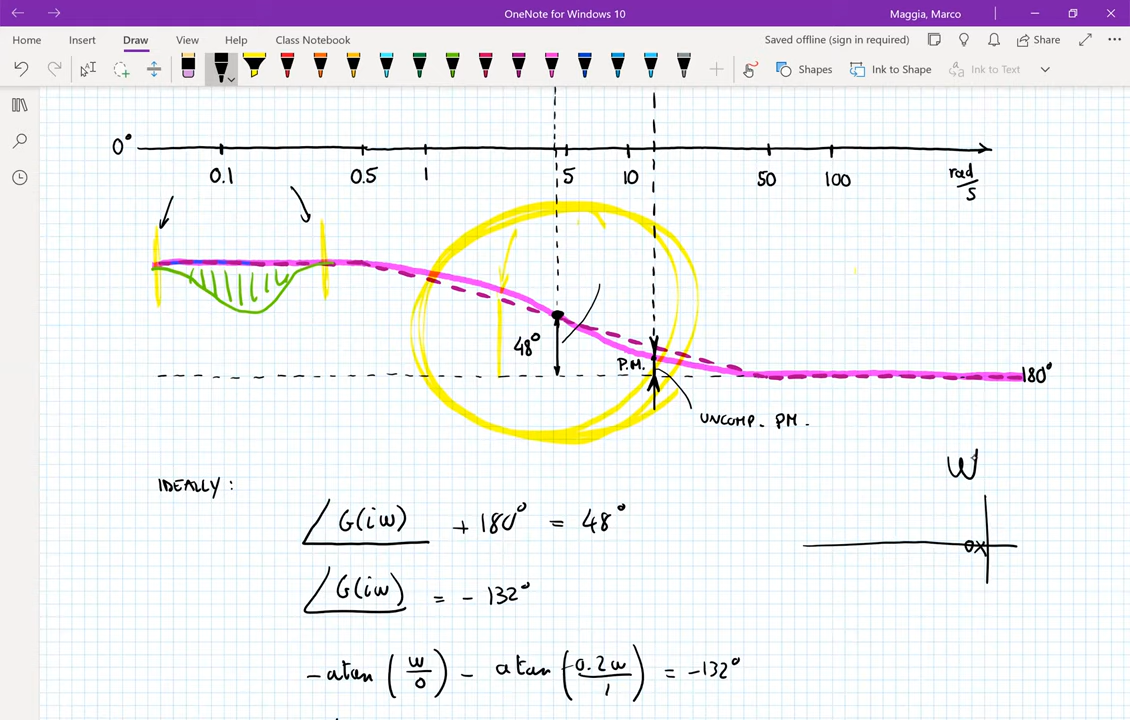 OneNote for Windows 10
Maggia, Marco
Home Insert Draw View Help Class Notebook
Saved offline (sign in required)
Share
Shapes
Ink to Shape
Ink to Text
0°
0.1 0.5 1 5 10 50 100 rad/s
48°
P.M.
180°
UNCOMP. PM.
IDEALLY:
G(iω) + 180° = 48°
W
0x
G(iω) = -132°
-atan (ω/0) - atan (0.2ω/1) = -132°